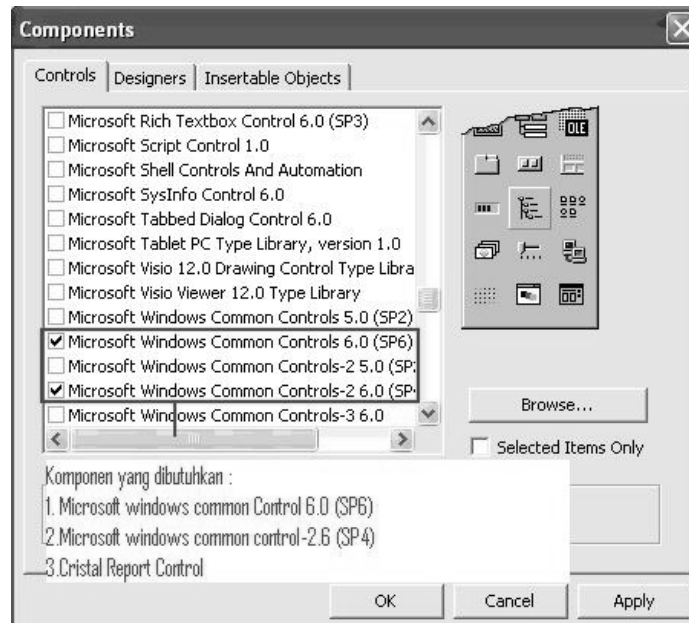 Components
Controls
Designers
Insertable Objects
Microsoft Rich Textbox Control 6.0 (SP3)
Microsoft Script Control 1.0
Microsoft Shell Controls And Automation
Microsoft SysInfo Control 6.0
Microsoft Tabbed Dialog Control 6.0
Microsoft Tablet PC Type Library, version 1.0
Microsoft Visio 12.0 Drawing Control Type Libra
Microsoft Visio Viewer 12.0 Type Library
Microsoft Windows Common Controls 5.0 (SP2)
Microsoft Windows Common Controls 6.0 (SP6)
Microsoft Windows Common Controls-2 5.0 (SP
Microsoft Windows Common Controls-2 6.0 (SP
Microsoft Windows Common Controls-3 6.0
OLE
Browse...
Selected Items Only
Komponen yang dibutuhkan :
1. Microsoft windows common Control 6.0 (SP6)
2.Microsoft windows common control-2.6 (SP4)
3.Cristal Report Control
OK
Cancel
Apply